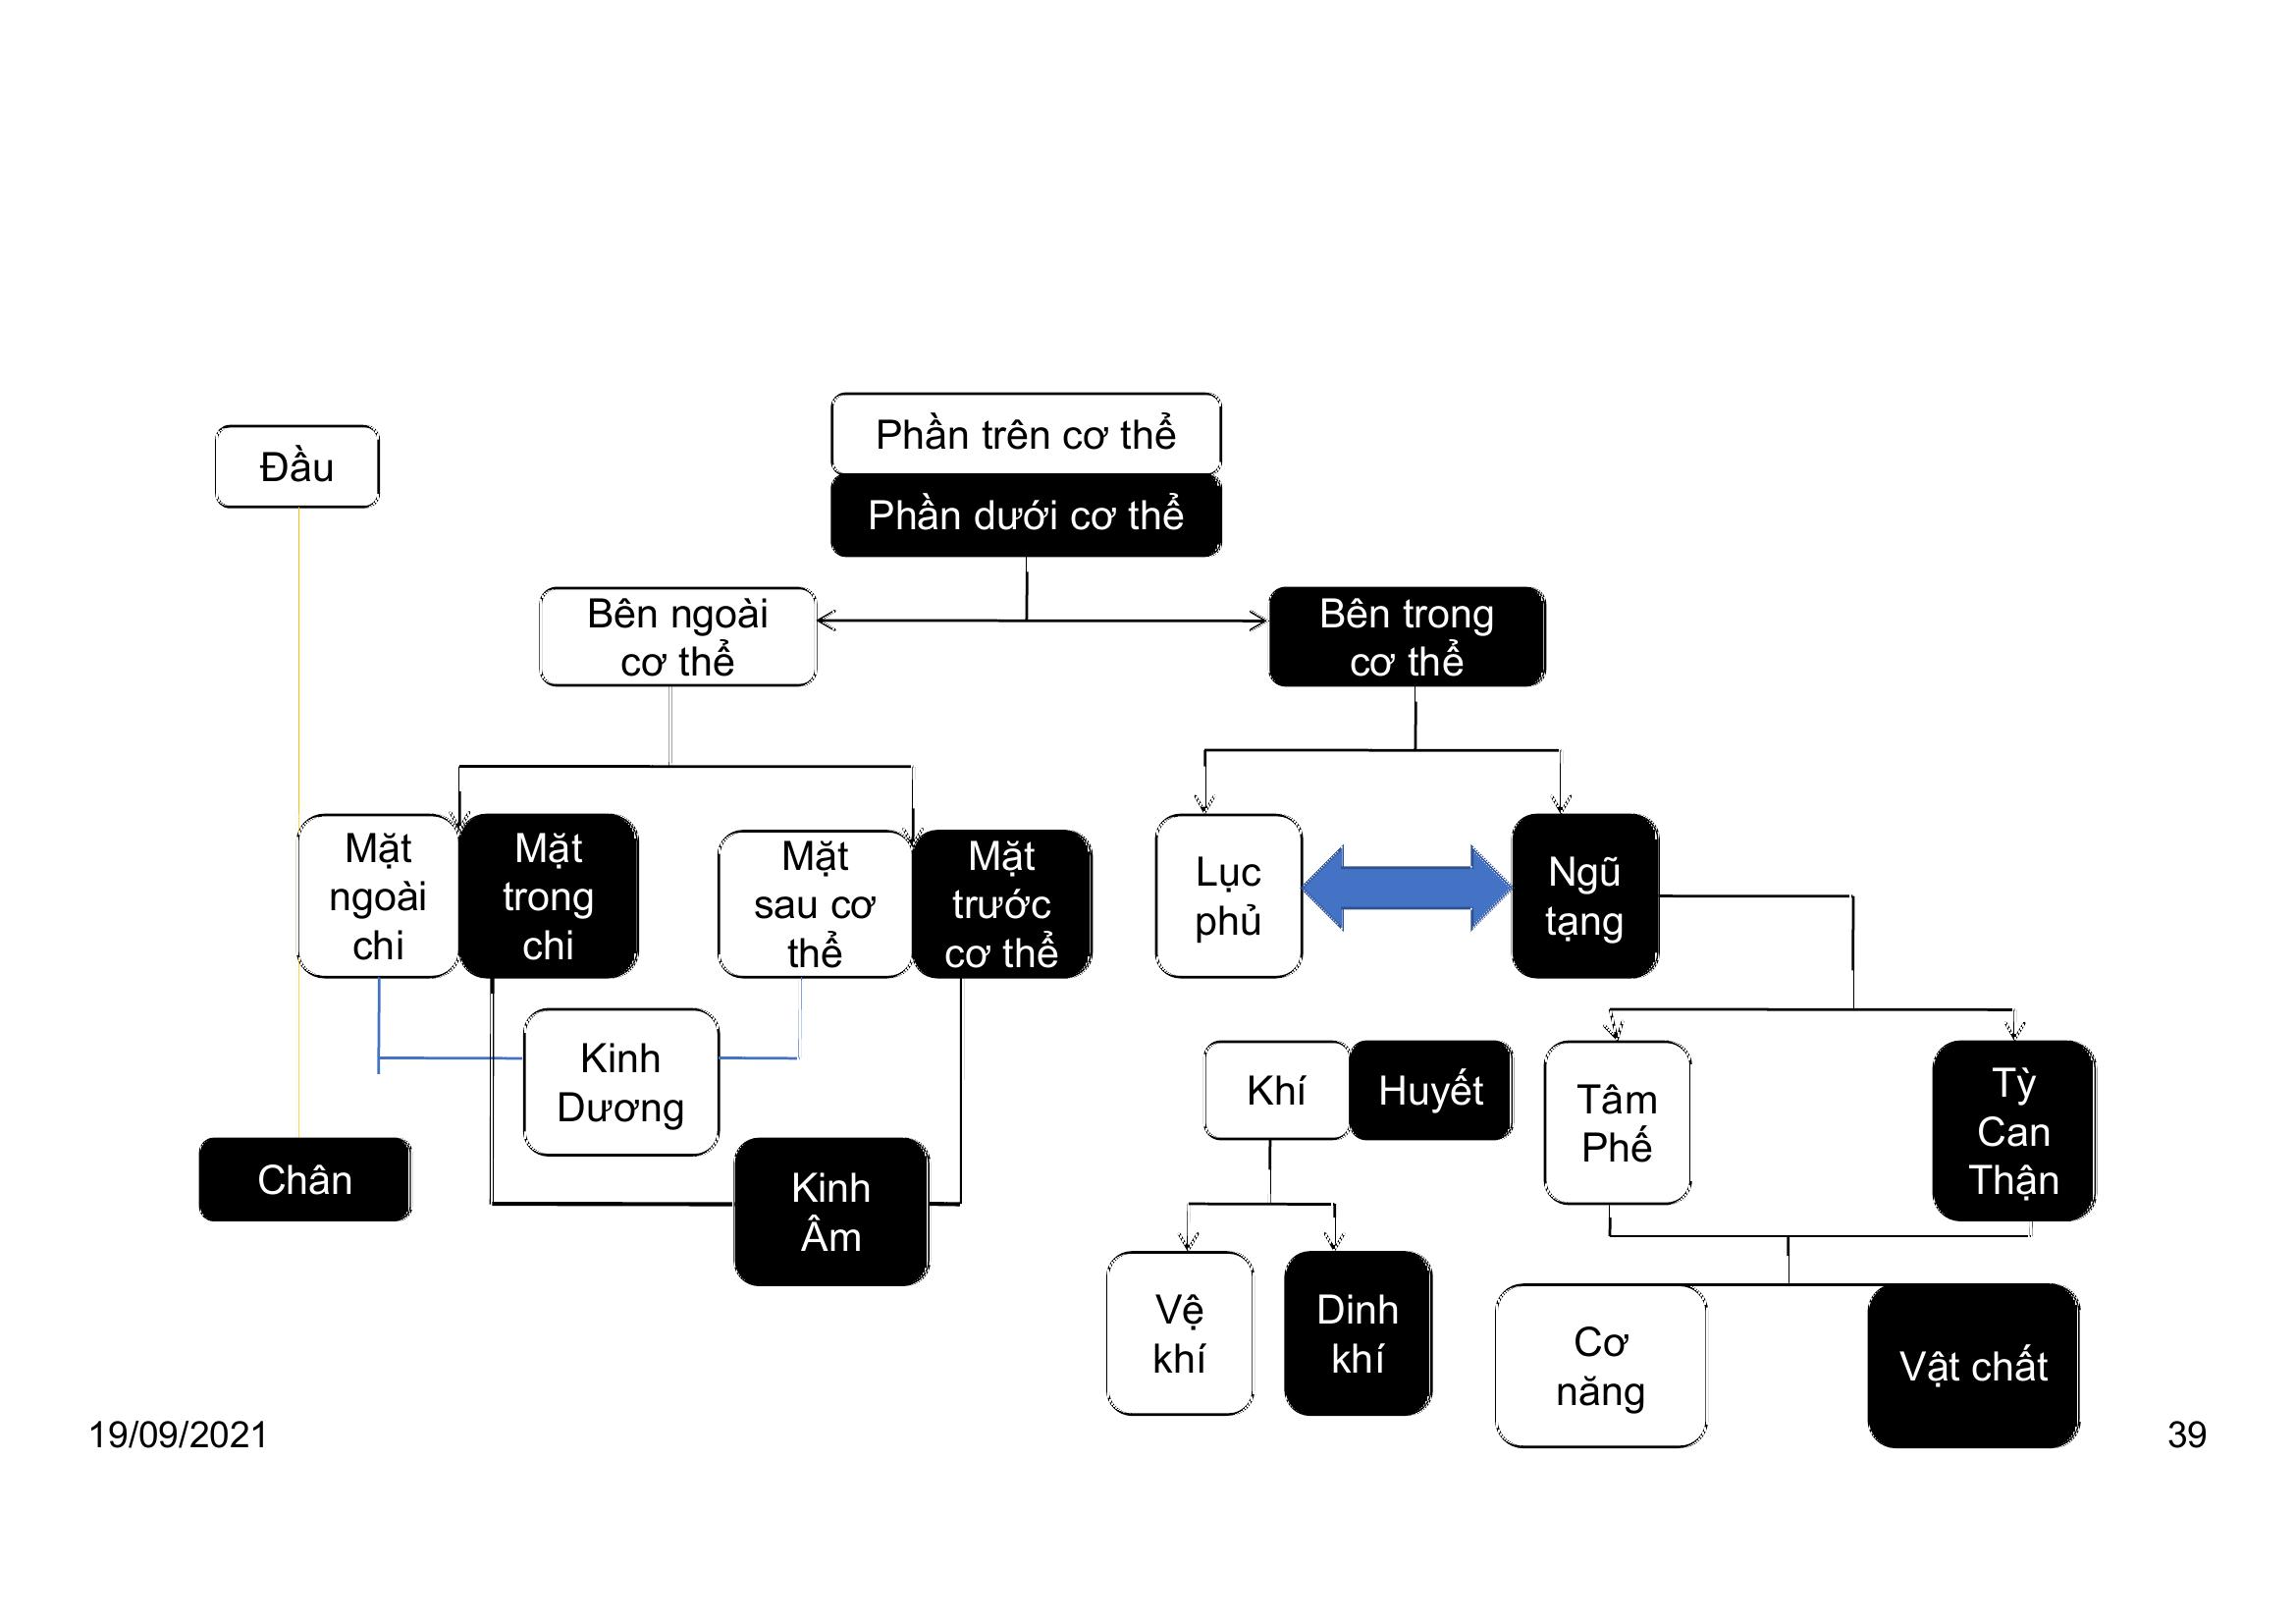 Đầu
Phần trên cơ thể
Phần dưới cơ thể
Bên ngoài
cơ thể
Bên trong
cơ thể
Mặt
ngoài
chi
Mặt
trong
chi
Mặt
sau cơ
thể
Mặt
trước
cơ thể
Lục
phủ
Ngũ
tạng
Kinh
Dương
Kinh
Âm
Chân
Khí
Huyết
Tâm
Phế
Tỳ
Can
Thận
Vệ
khí
Dinh
khí
Cơ
năng
Vật chất
19/09/2021
39